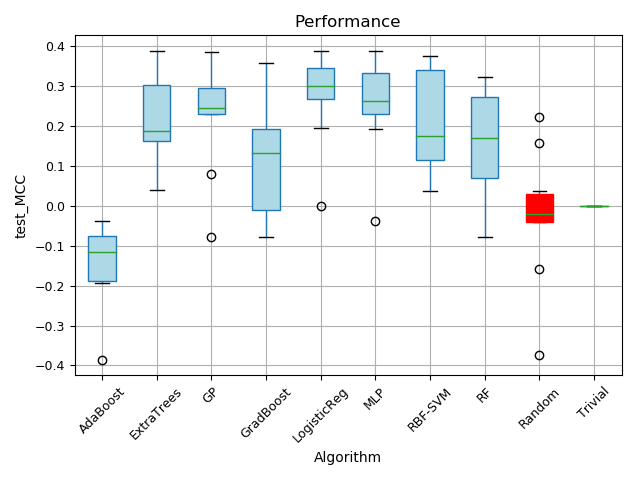 Performance
0.4
0.3
0.2
0.1
0.0
−0.1
−0.2
−0.3
−0.4
test_MCC
AdaBoost
ExtraTrees
GP
GradBoost
LogisticReg
MLP
RBF-SVM
RF
Random
Trivial
Algorithm